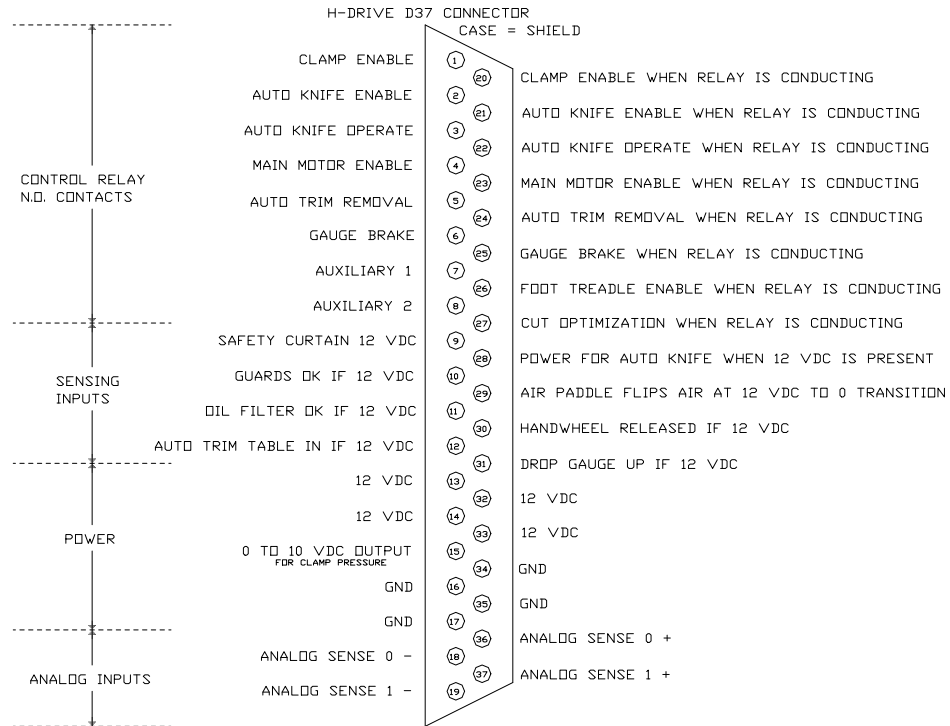 H-DRIVE D37 CONNECTOR
CASE = SHIELD
CLAMP ENABLE 1
20 CLAMP ENABLE WHEN RELAY IS CONDUCTING
AUTO KNIFE ENABLE 2
21 AUTO KNIFE ENABLE WHEN RELAY IS CONDUCTING
AUTO KNIFE OPERATE 3
22 AUTO KNIFE OPERATE WHEN RELAY IS CONDUCTING
MAIN MOTOR ENABLE 4
CONTROL RELAY
N.O. CONTACTS
23 MAIN MOTOR ENABLE WHEN RELAY IS CONDUCTING
AUTO TRIM REMOVAL 5
24 AUTO TRIM REMOVAL WHEN RELAY IS CONDUCTING
GAUGE BRAKE 6
25 GAUGE BRAKE WHEN RELAY IS CONDUCTING
AUXILIARY 1 7
26 FOOT TREADLE ENABLE WHEN RELAY IS CONDUCTING
AUXILIARY 2 8
27 CUT OPTIMIZATION WHEN RELAY IS CONDUCTING
SAFETY CURTAIN 12 VDC 9
28 POWER FOR AUTO KNIFE WHEN 12 VDC IS PRESENT
SENSING
INPUTS
GUARDS OK IF 12 VDC 10
29 AIR PADDLE FLIPS AIR AT 12 VDC TO 0 TRANSITION
OIL FILTER OK IF 12 VDC 11
30 HANDWHEEL RELEASED IF 12 VDC
AUTO TRIM TABLE IN IF 12 VDC 12
31 DROP GAUGE UP IF 12 VDC
12 VDC 13
32 12 VDC
12 VDC 14
33 12 VDC
POWER
0 TO 10 VDC OUTPUT 15
FOR CLAMP PRESSURE
34 GND
GND 16
35 GND
GND 17
36 ANALOG SENSE 0 +
ANALOG SENSE 0 - 18
37 ANALOG SENSE 1 +
ANALOG INPUTS
ANALOG SENSE 1 - 19